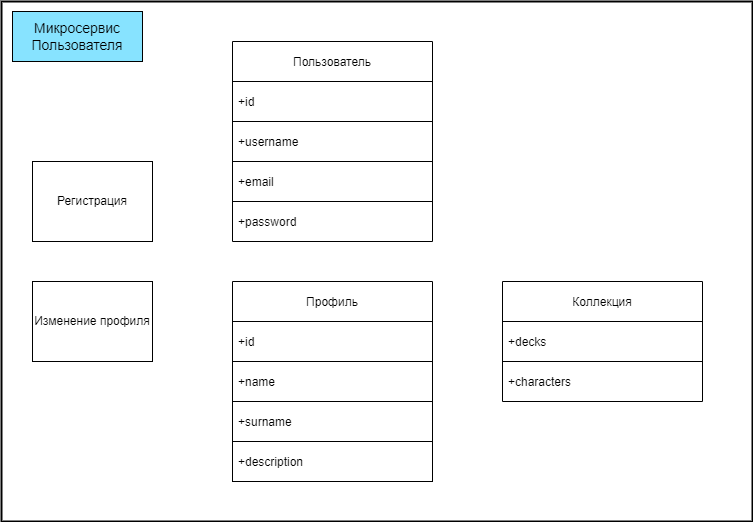 Микросервис
Пользователя
Пользователь
+id
+username
+email
+password
Регистрация
Изменение профиля
Профиль
+id
+name
+surname
+description
Коллекция
+decks
+characters